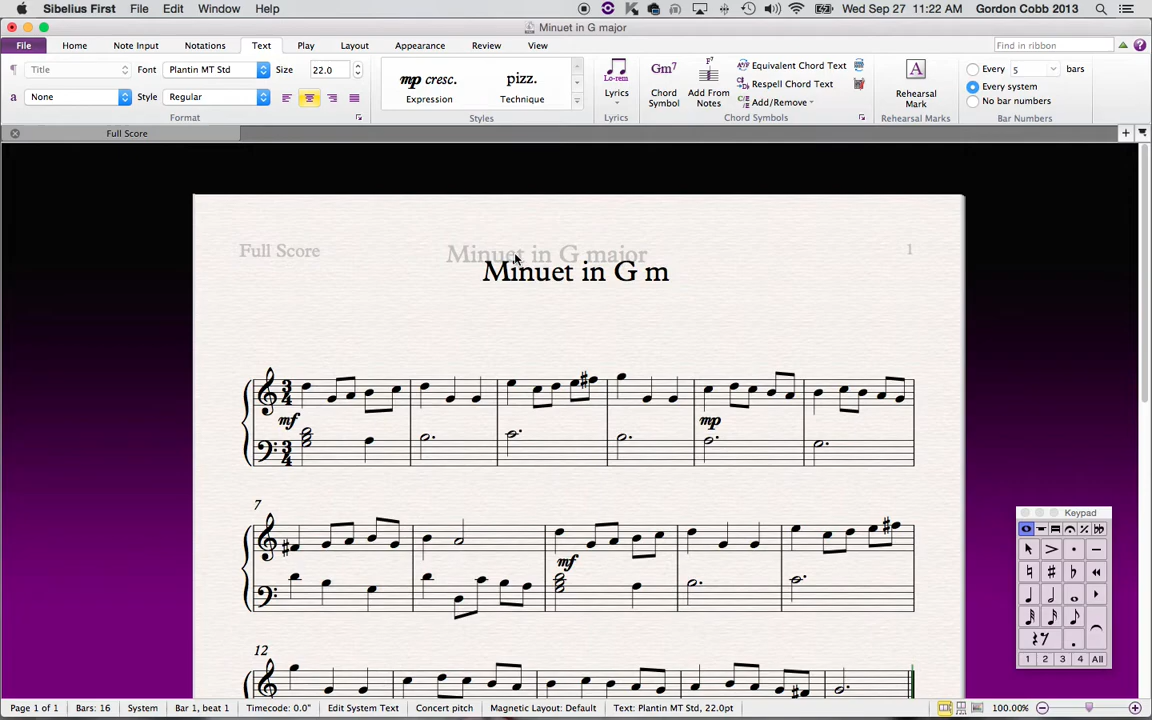 Sibelius First File Edit Window Help Wed Sep 27 11:22 AM Gordon Cobb 2013
Minuet in G major
File Home Note Input Notations Text Play Layout Appearance Review View Find in ribbon
Title Font Plantin MT Std Size 22.0
a None Style Regular
Format
mp cresc. pizz.
Expression Technique
Styles
Lo-rem
Lyrics
Gm7
Chord Symbol
Add From Notes
Equivalent Chord Text
Respell Chord Text
Add/Remove
Chord Symbols
A
Rehearsal Mark
Rehearsal Marks
Every 5 bars
Every system
No bar numbers
Bar Numbers
Full Score
Full Score Minuet in G major 1
Minuet in G m
3 4
mf mp
3 4
7
mf
12
Keypad
1 2 3 4 All
Page 1 of 1 Bars: 16 System Bar 1, beat 1 Timecode: 0.0" Edit System Text Concert pitch Magnetic Layout: Default Text: Plantin MT Std, 22.0pt 100.00%